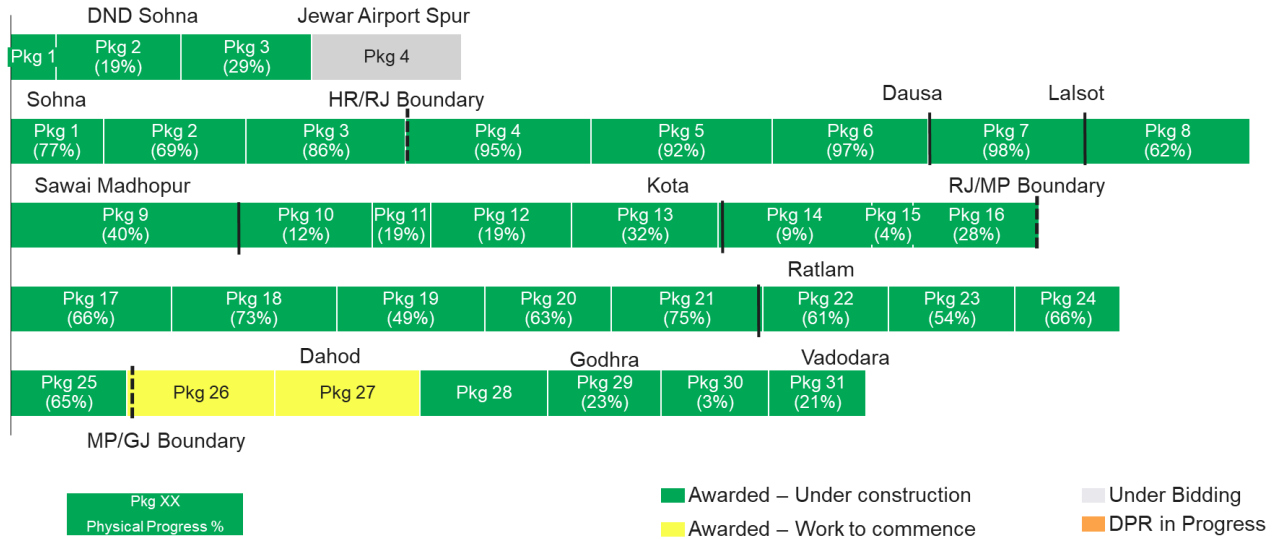 DND Sohna Jewar Airport Spur
Pkg 1 Pkg 2 Pkg 3 Pkg 4
(19%) (29%)
Sohna HR/RJ Boundary Dausa Lalsot
Pkg 1 Pkg 2 Pkg 3 Pkg 4 Pkg 5 Pkg 6 Pkg 7 Pkg 8
(77%) (69%) (86%) (95%) (92%) (97%) (98%) (62%)
Sawai Madhopur Kota RJ/MP Boundary
Pkg 9 Pkg 10 Pkg 11 Pkg 12 Pkg 13 Pkg 14 Pkg 15 Pkg 16
(40%) (12%) (19%) (19%) (32%) (9%) (4%) (28%)
Ratlam
Pkg 17 Pkg 18 Pkg 19 Pkg 20 Pkg 21 Pkg 22 Pkg 23 Pkg 24
(66%) (73%) (49%) (63%) (75%) (61%) (54%) (66%)
Dahod Godhra Vadodara
Pkg 25 Pkg 26 Pkg 27 Pkg 28 Pkg 29 Pkg 30 Pkg 31
(65%) (23%) (3%) (21%)
MP/GJ Boundary
Pkg XX
Physical Progress %
Awarded – Under construction
Awarded – Work to commence
Under Bidding
DPR in Progress